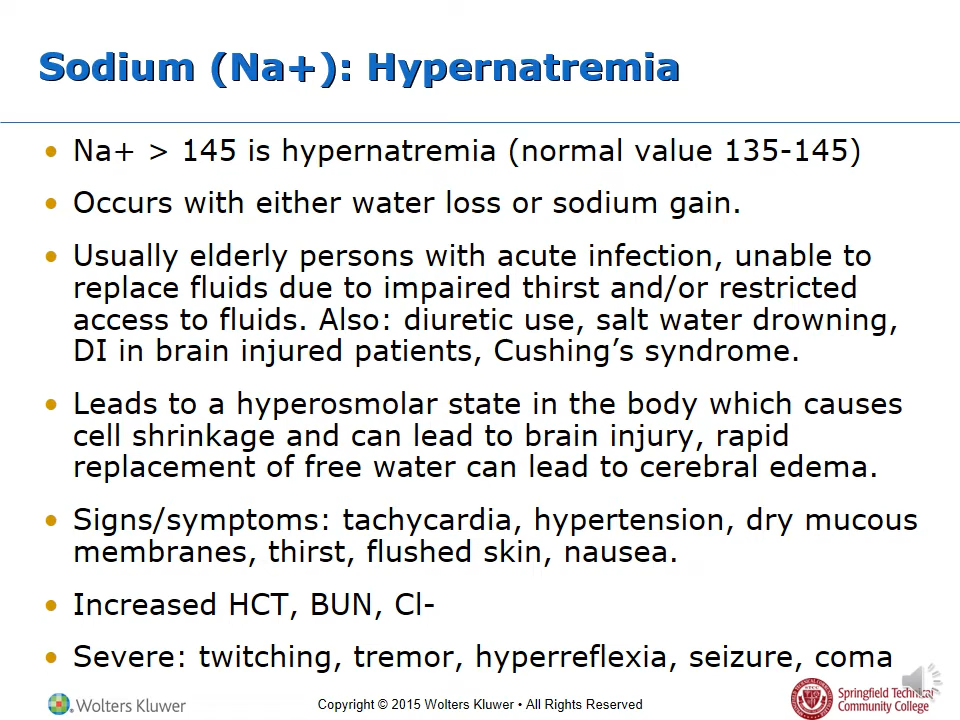 Sodium (Na+): Hypernatremia
• Na+ > 145 is hypernatremia (normal value 135-145)
• Occurs with either water loss or sodium gain.
• Usually elderly persons with acute infection, unable to
replace fluids due to impaired thirst and/or restricted
access to fluids. Also: diuretic use, salt water drowning,
DI in brain injured patients, Cushing's syndrome.
• Leads to a hyperosmolar state in the body which causes
cell shrinkage and can lead to brain injury, rapid
replacement of free water can lead to cerebral edema.
• Signs/symptoms: tachycardia, hypertension, dry mucous
membranes, thirst, flushed skin, nausea.
• Increased HCT, BUN, Cl-
• Severe: twitching, tremor, hyperreflexia, seizure, coma
Wolters Kluwer
Copyright © 2015 Wolters Kluwer • All Rights Reserved
Springfield Technical
Community College